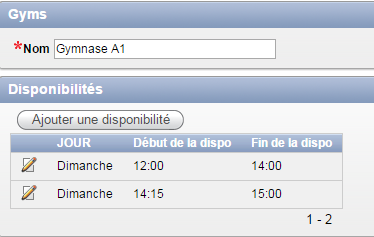 Gyms
*Nom Gymnase A1
Disponibilités
Ajouter une disponibilité
JOUR Début de la dispo Fin de la dispo
Dimanche 12:00 14:00
Dimanche 14:15 15:00
1 - 2